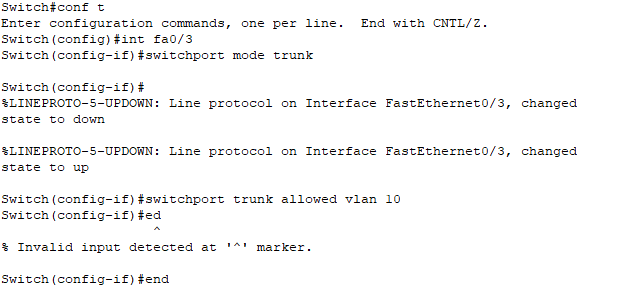 Switch#conf t
Enter configuration commands, one per line.  End with CNTL/Z.
Switch(config)#int fa0/3
Switch(config-if)#switchport mode trunk
Switch(config-if)#
%LINEPROTO-5-UPDOWN: Line protocol on Interface FastEthernet0/3, changed
state to down
%LINEPROTO-5-UPDOWN: Line protocol on Interface FastEthernet0/3, changed
state to up
Switch(config-if)#switchport trunk allowed vlan 10
Switch(config-if)#ed
^
% Invalid input detected at '^' marker.
Switch(config-if)#end